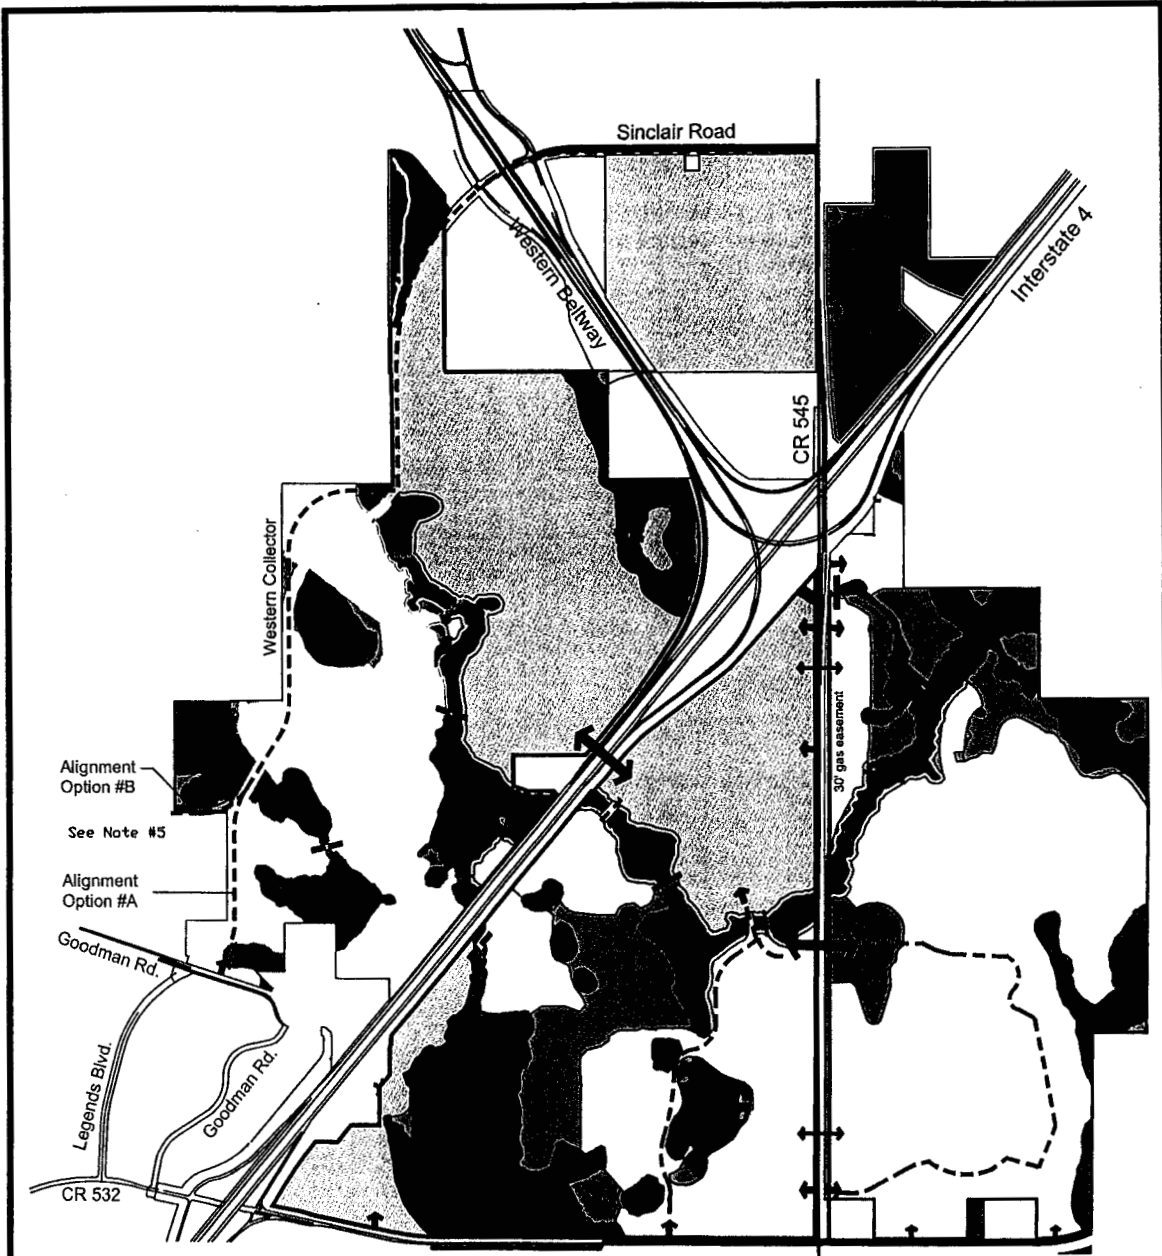 Sinclair Road
Interstate 4
Western Beltway
CR 545
Western Collector
30' gas easement
Alignment
Option #B
See Note #5
Alignment
Option #A
Goodman Rd.
Legends Blvd.
Goodman Rd.
CR 532